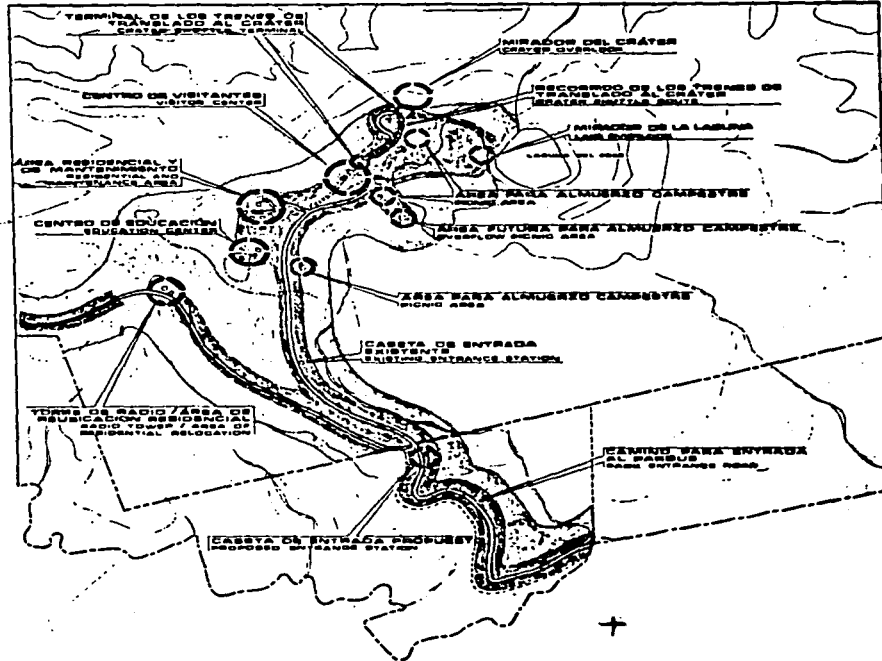 TERMINAL DE LOS TRENES DE
TRANSLADO AL CRÁTER
CRATER SHUTTLE TERMINAL
MIRADOR DEL CRÁTER
CRATER OVERLOOK
CENTRO DE VISITANTES
VISITOR CENTER
RECORRIDO DE LOS TRENES DE
TRANSLADO AL CRÁTER
CRATER SHUTTLE ROUTE
MIRADOR DE LA LAGUNA
ÁREA RESIDENCIAL Y
DE MANTENIMIENTO
RESIDENTIAL AND
MAINTENANCE AREA
ÁREA PARA ALMUERZO CAMPESTRE
PICNIC AREA
CENTRO DE EDUCACIÓN
EDUCATION CENTER
ÁREA FUTURA PARA ALMUERZO CAMPESTRE
OVERFLOW PICNIC AREA
ÁREA PARA ALMUERZO CAMPESTRE
PICNIC AREA
CASETA DE ENTRADA
EXISTENTE
EXISTING ENTRANCE STATION
TORRE DE RADIO / ÁREA DE
REUBICACION RESIDENCIAL
RADIO TOWER / AREA OF
RESIDENTIAL RELOCATION
CAMINO PARA ENTRADA
AL PARQUE
PARK ENTRANCE ROAD
CASETA DE ENTRADA PROPUEST
PROPOSED ENTRANCE STATION